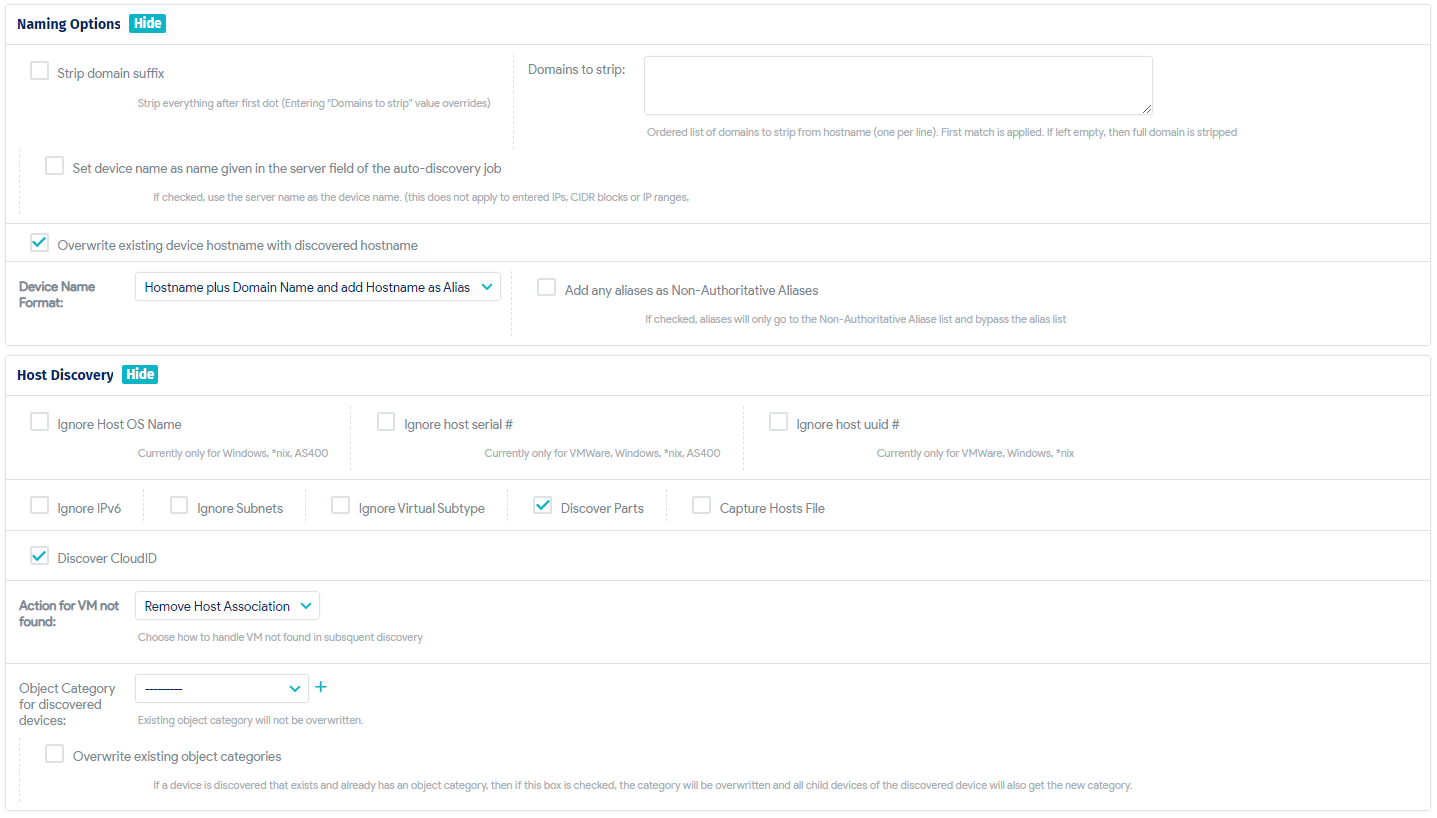 Naming Options Hide
Strip domain suffix
Domains to strip:
Strip everything after first dot (Entering "Domains to strip" value overrides)
Ordered list of domains to strip from hostname (one per line). First match is applied. If left empty, then full domain is stripped
Set device name as name given in the server field of the auto-discovery job
If checked, use the server name as the device name. (this does not apply to entered IPs, CIDR blocks or IP ranges,
Overwrite existing device hostname with discovered hostname
Device Name
Format:
Hostname plus Domain Name and add Hostname as Alias
Add any aliases as Non-Authoritative Aliases
If checked, aliases will only go to the Non-Authoritative Aliase list and bypass the alias list
Host Discovery Hide
Ignore Host OS Name
Ignore host serial #
Ignore host uuid #
Currently only for Windows, *nix, AS400
Currently only for VMWare, Windows, *nix, AS400
Currently only for VMWare, Windows, *nix
Ignore IPv6
Ignore Subnets
Ignore Virtual Subtype
Discover Parts
Capture Hosts File
Discover CloudID
Action for VM not
found:
Remove Host Association
Choose how to handle VM not found in subsquent discovery
Object Category
for discovered
devices:
---------
+
Existing object category will not be overwritten.
Overwrite existing object categories
If a device is discovered that exists and already has an object category, then if this box is checked, the category will be overwritten and all child devices of the discovered device will also get the new category.